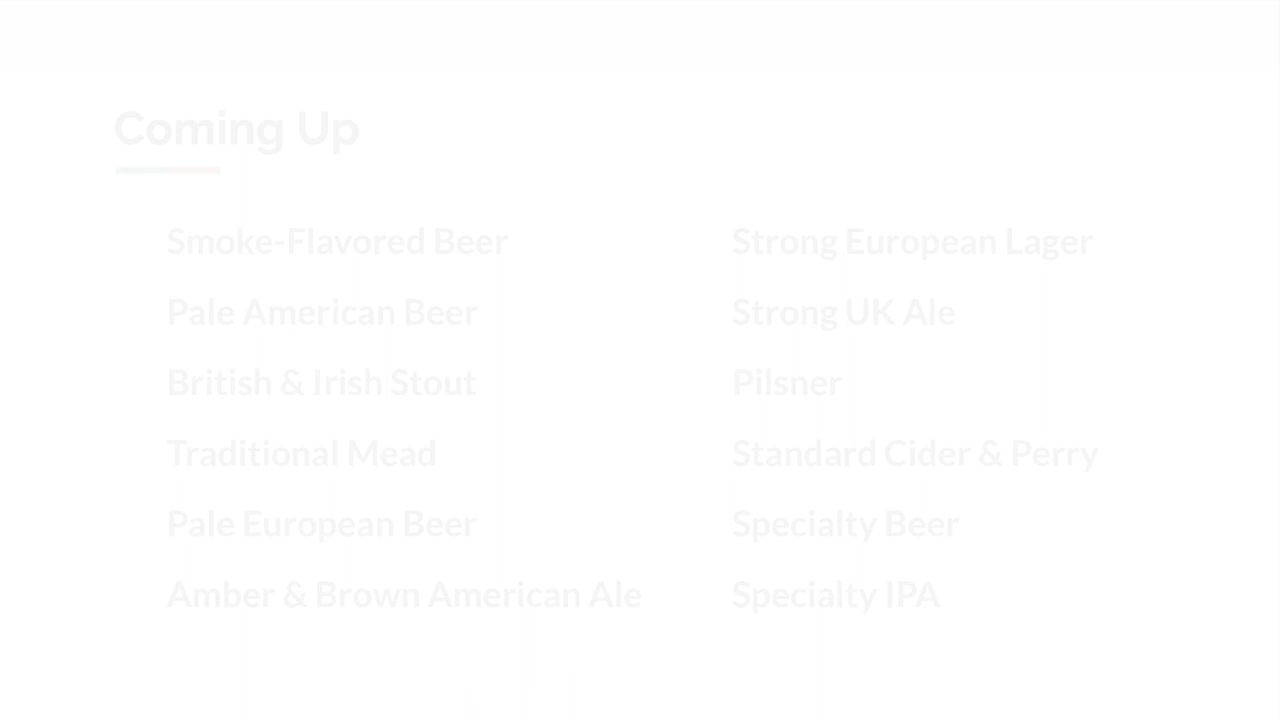 Coming Up
Smoke-Flavored Beer
Pale American Beer
British & Irish Stout
Traditional Mead
Pale European Beer
Amber & Brown American Ale
Strong European Lager
Strong UK Ale
Pilsner
Standard Cider & Perry
Specialty Beer
Specialty IPA